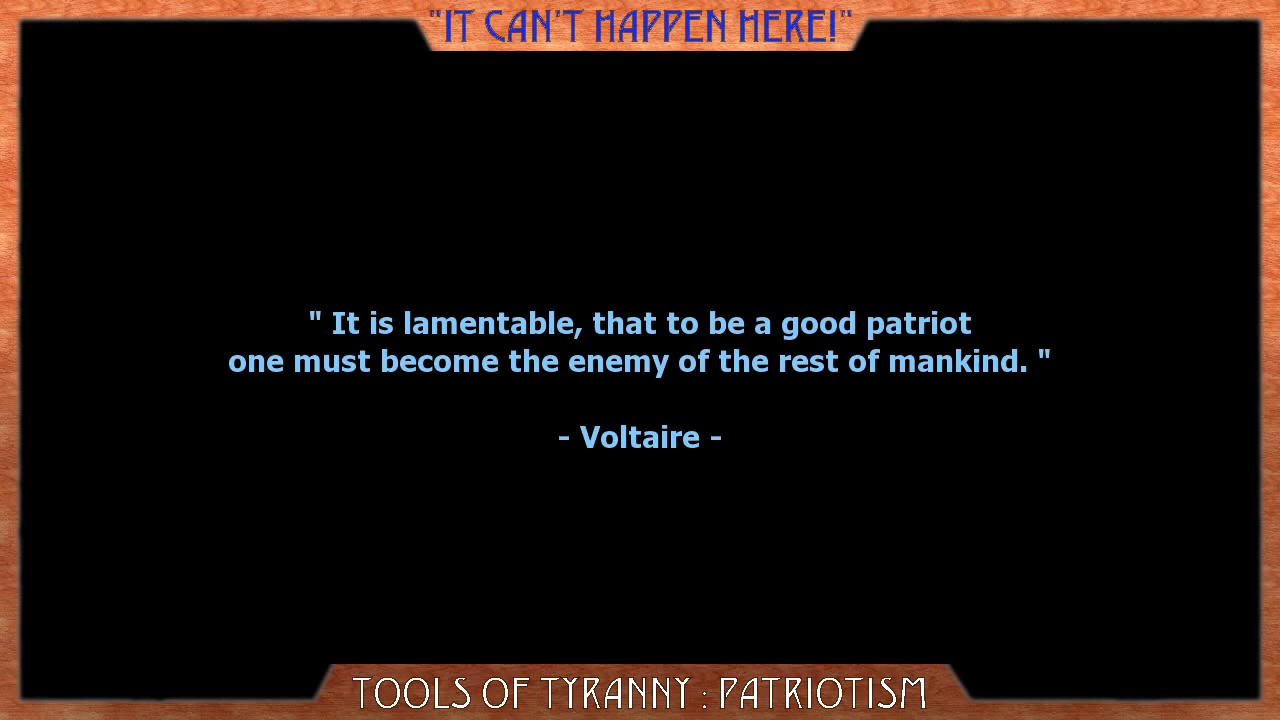 "IT CAN'T HAPPEN HERE!"
" It is lamentable, that to be a good patriot
one must become the enemy of the rest of mankind. "
- Voltaire -
TOOLS OF TYRANNY : PATRIOTISM